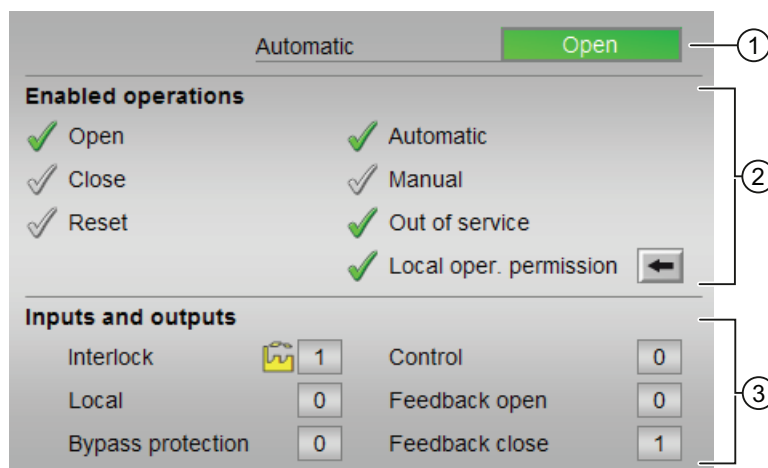 Automatic Open 1
Enabled operations
Open Automatic
Close Manual
Reset Out of service
Local oper. permission
2
Inputs and outputs
Interlock 1 Control 0
Local 0 Feedback open 0
Bypass protection 0 Feedback close 1
3